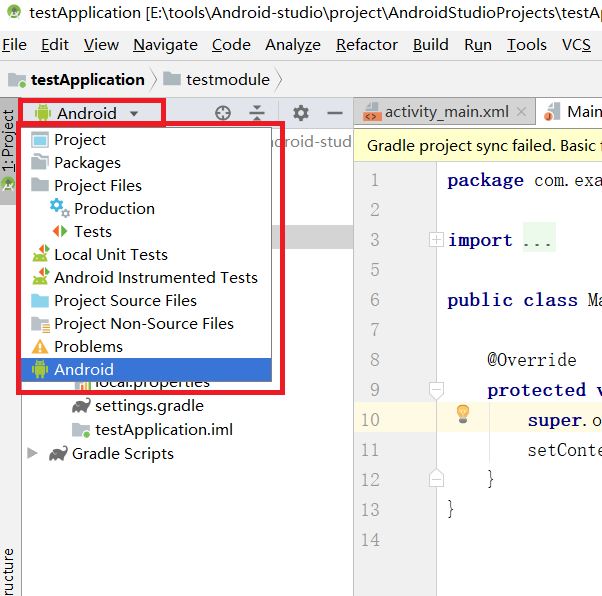 testApplication [E:\tools\Android-studio\project\AndroidStudioProjects\testA
File Edit View Navigate Code Analyze Refactor Build Run Tools VCS
testApplication testmodule
1: Project
Android
activity_main.xml
Main
Project
Packages
Project Files
Production
Tests
Local Unit Tests
Android Instrumented Tests
Project Source Files
Project Non-Source Files
Problems
Android
local.properties
settings.gradle
testApplication.iml
Gradle Scripts
ndroid-stud
ructure
Gradle project sync failed. Basic f
1 package com.exa
2
3 import ...
5
6 public class Ma
7
8 @Override
9 protected v
10 super.o
11 setConte
12 }
13 }
14